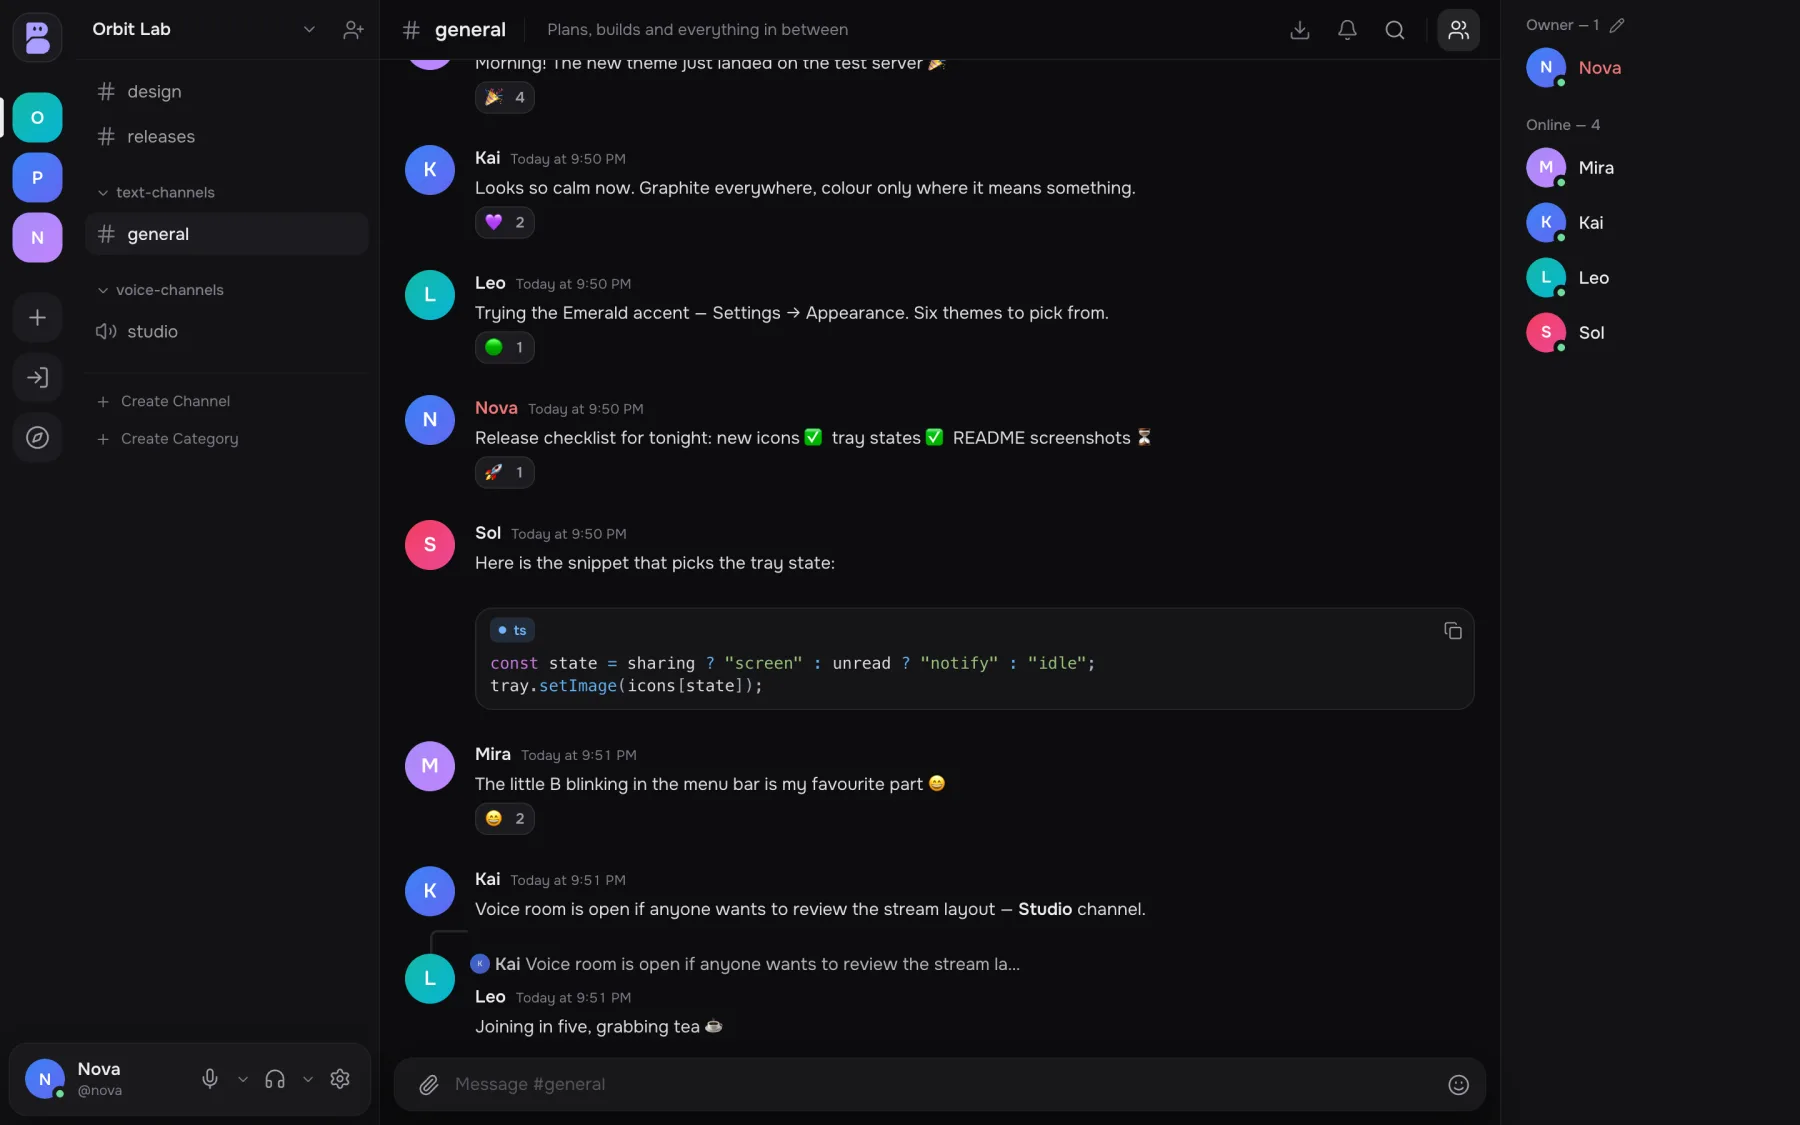 Orbit Lab
O
P
N
# design
# releases
text-channels
# general
voice-channels
studio
+ Create Channel
+ Create Category
N
Nova
@nova
# general
Plans, builds and everything in between
Morning! The new theme just landed on the test server 🎉
🎉 4
K
Kai Today at 9:50 PM
Looks so calm now. Graphite everywhere, colour only where it means something.
💜 2
L
Leo Today at 9:50 PM
Trying the Emerald accent — Settings → Appearance. Six themes to pick from.
🟢 1
N
Nova Today at 9:50 PM
Release checklist for tonight: new icons ✅ tray states ✅ README screenshots ⏳
🚀 1
S
Sol Today at 9:50 PM
Here is the snippet that picks the tray state:
ts
const state = sharing ? "screen" : unread ? "notify" : "idle";
tray.setImage(icons[state]);
M
Mira Today at 9:51 PM
The little B blinking in the menu bar is my favourite part 😄
😄 2
K
Kai Today at 9:51 PM
Voice room is open if anyone wants to review the stream layout — Studio channel.
K Kai Voice room is open if anyone wants to review the stream la...
L
Leo Today at 9:51 PM
Joining in five, grabbing tea ☕
Message #general
Owner — 1
N
Nova
Online — 4
M
Mira
K
Kai
L
Leo
S
Sol